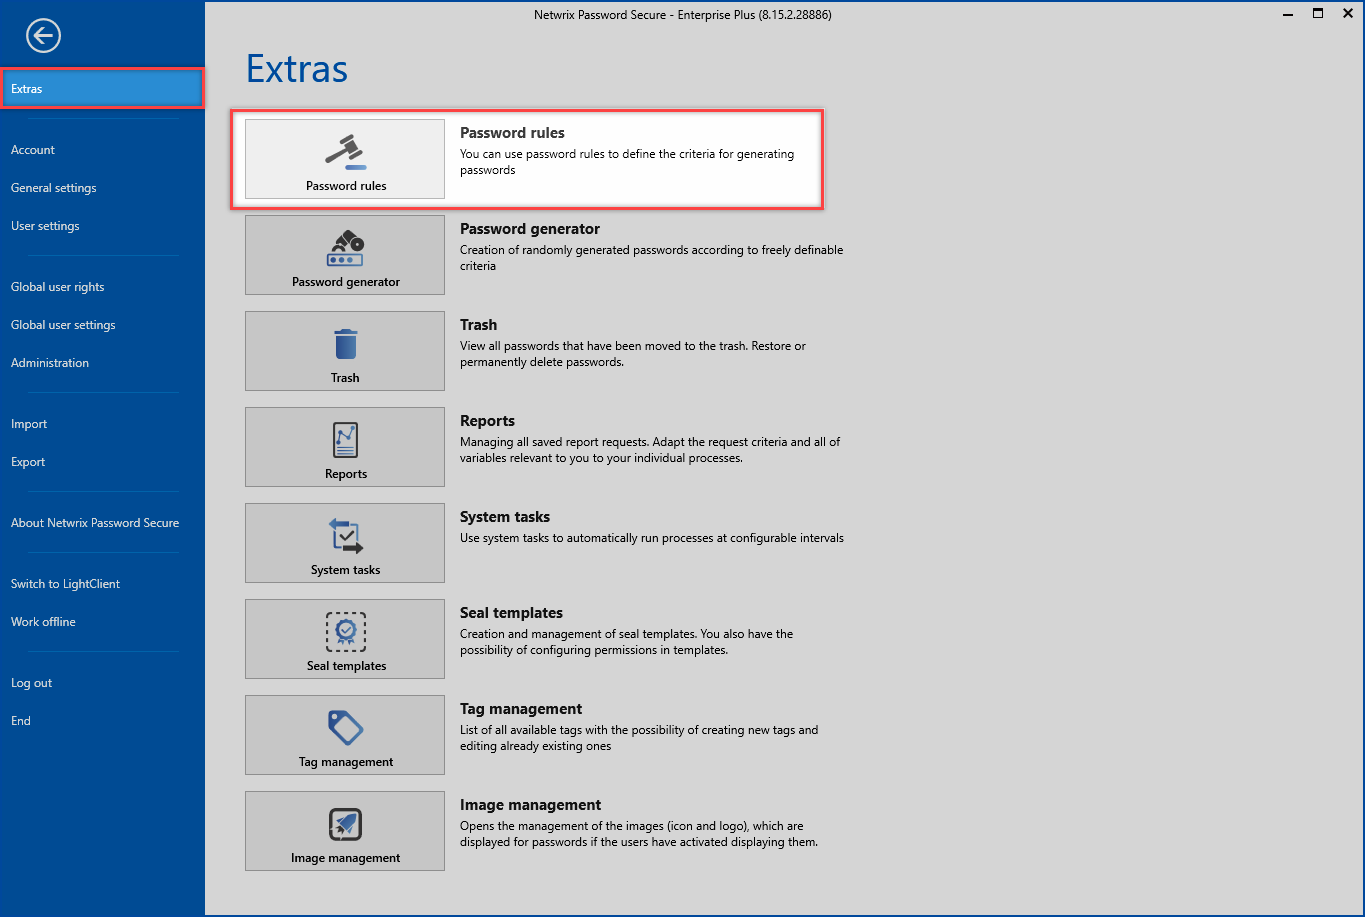 Netwrix Password Secure - Enterprise Plus (8.15.2.28886)
Extras
Account
General settings
User settings
Global user rights
Global user settings
Administration
Import
Export
About Netwrix Password Secure
Switch to LightClient
Work offline
Log out
End
Extras
Password rules
Password rules
You can use password rules to define the criteria for generating
passwords
Password generator
Password generator
Creation of randomly generated passwords according to freely definable
criteria
Trash
Trash
View all passwords that have been moved to the trash. Restore or
permanently delete passwords.
Reports
Reports
Managing all saved report requests. Adapt the request criteria and all of
variables relevant to you to your individual processes.
System tasks
System tasks
Use system tasks to automatically run processes at configurable intervals
Seal templates
Seal templates
Creation and management of seal templates. You also have the
possibility of configuring permissions in templates.
Tag management
Tag management
List of all available tags with the possibility of creating new tags and
editing already existing ones
Image management
Image management
Opens the management of the images (icon and logo), which are
displayed for passwords if the users have activated displaying them.